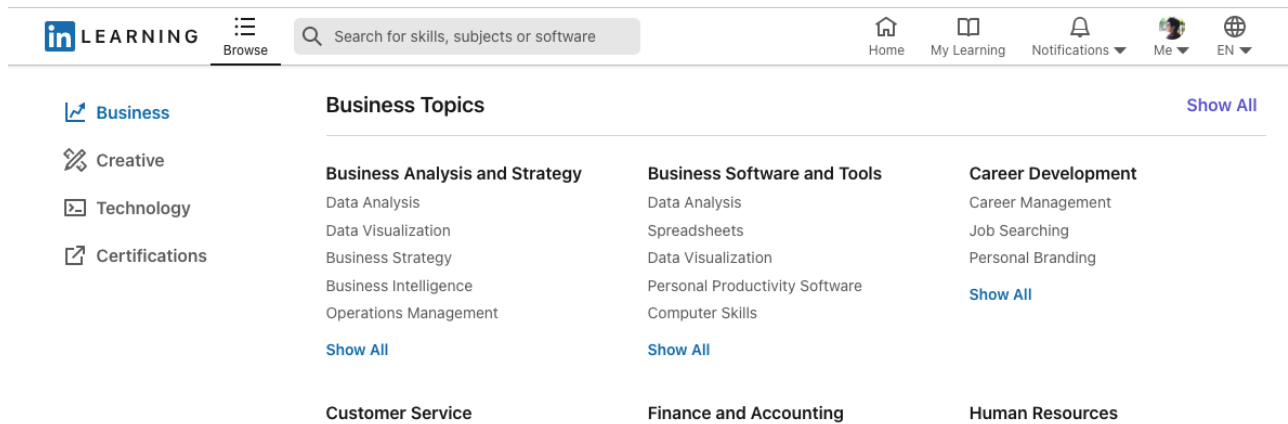 in LEARNING
Browse
Search for skills, subjects or software
Home
My Learning
Notifications
Me
EN
Business
Creative
Technology
Certifications
Business Topics
Show All
Business Analysis and Strategy
Data Analysis
Data Visualization
Business Strategy
Business Intelligence
Operations Management
Show All
Business Software and Tools
Data Analysis
Spreadsheets
Data Visualization
Personal Productivity Software
Computer Skills
Show All
Career Development
Career Management
Job Searching
Personal Branding
Show All
Customer Service
Finance and Accounting
Human Resources